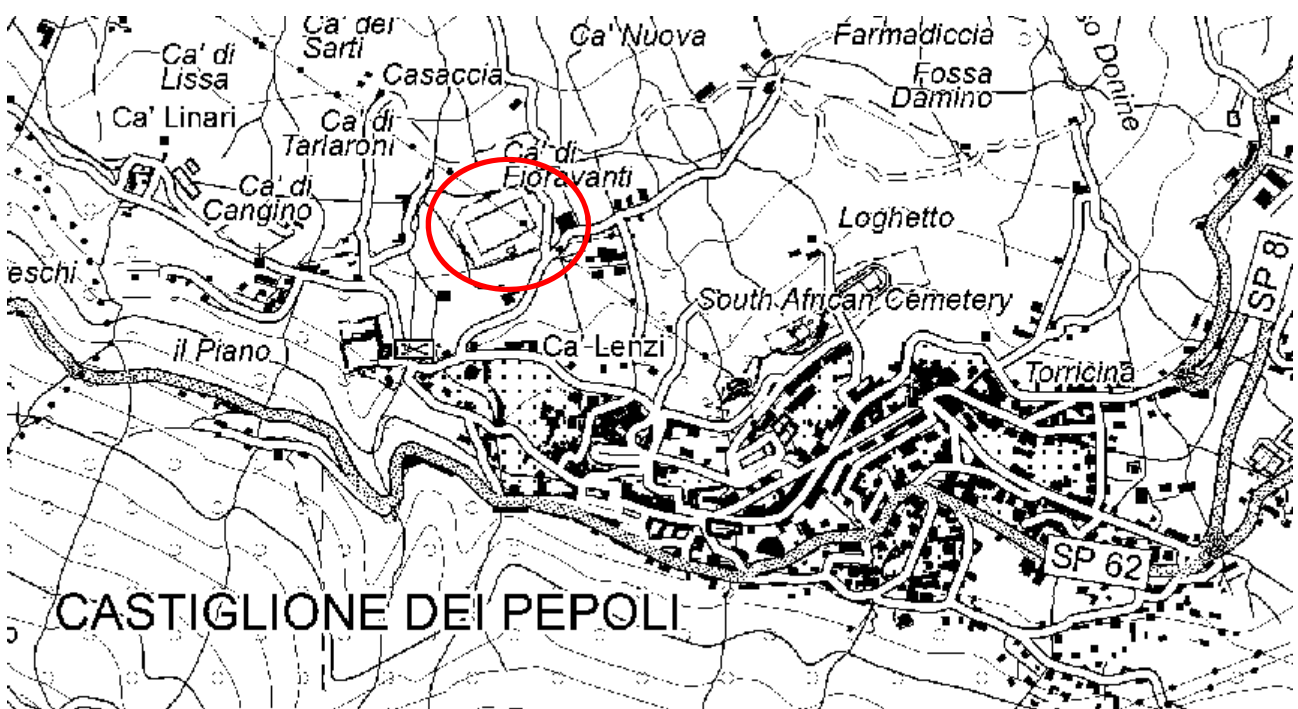 Ca' dei
Sarti
Ca' Nuova
Farmadiccia
Ca' di
Lissa
Casaccia
Fossa
Damino
Ca' Linari
Ca' di
Tarlaroni
Ca' di
Fioravanti
Ca' di
Cangino
Loghetto
eschi
South African Cemetery
SP 8
il Piano
Ca' Lenzi
Torricina
SP 62
CASTIGLIONE DEI PEPOLI